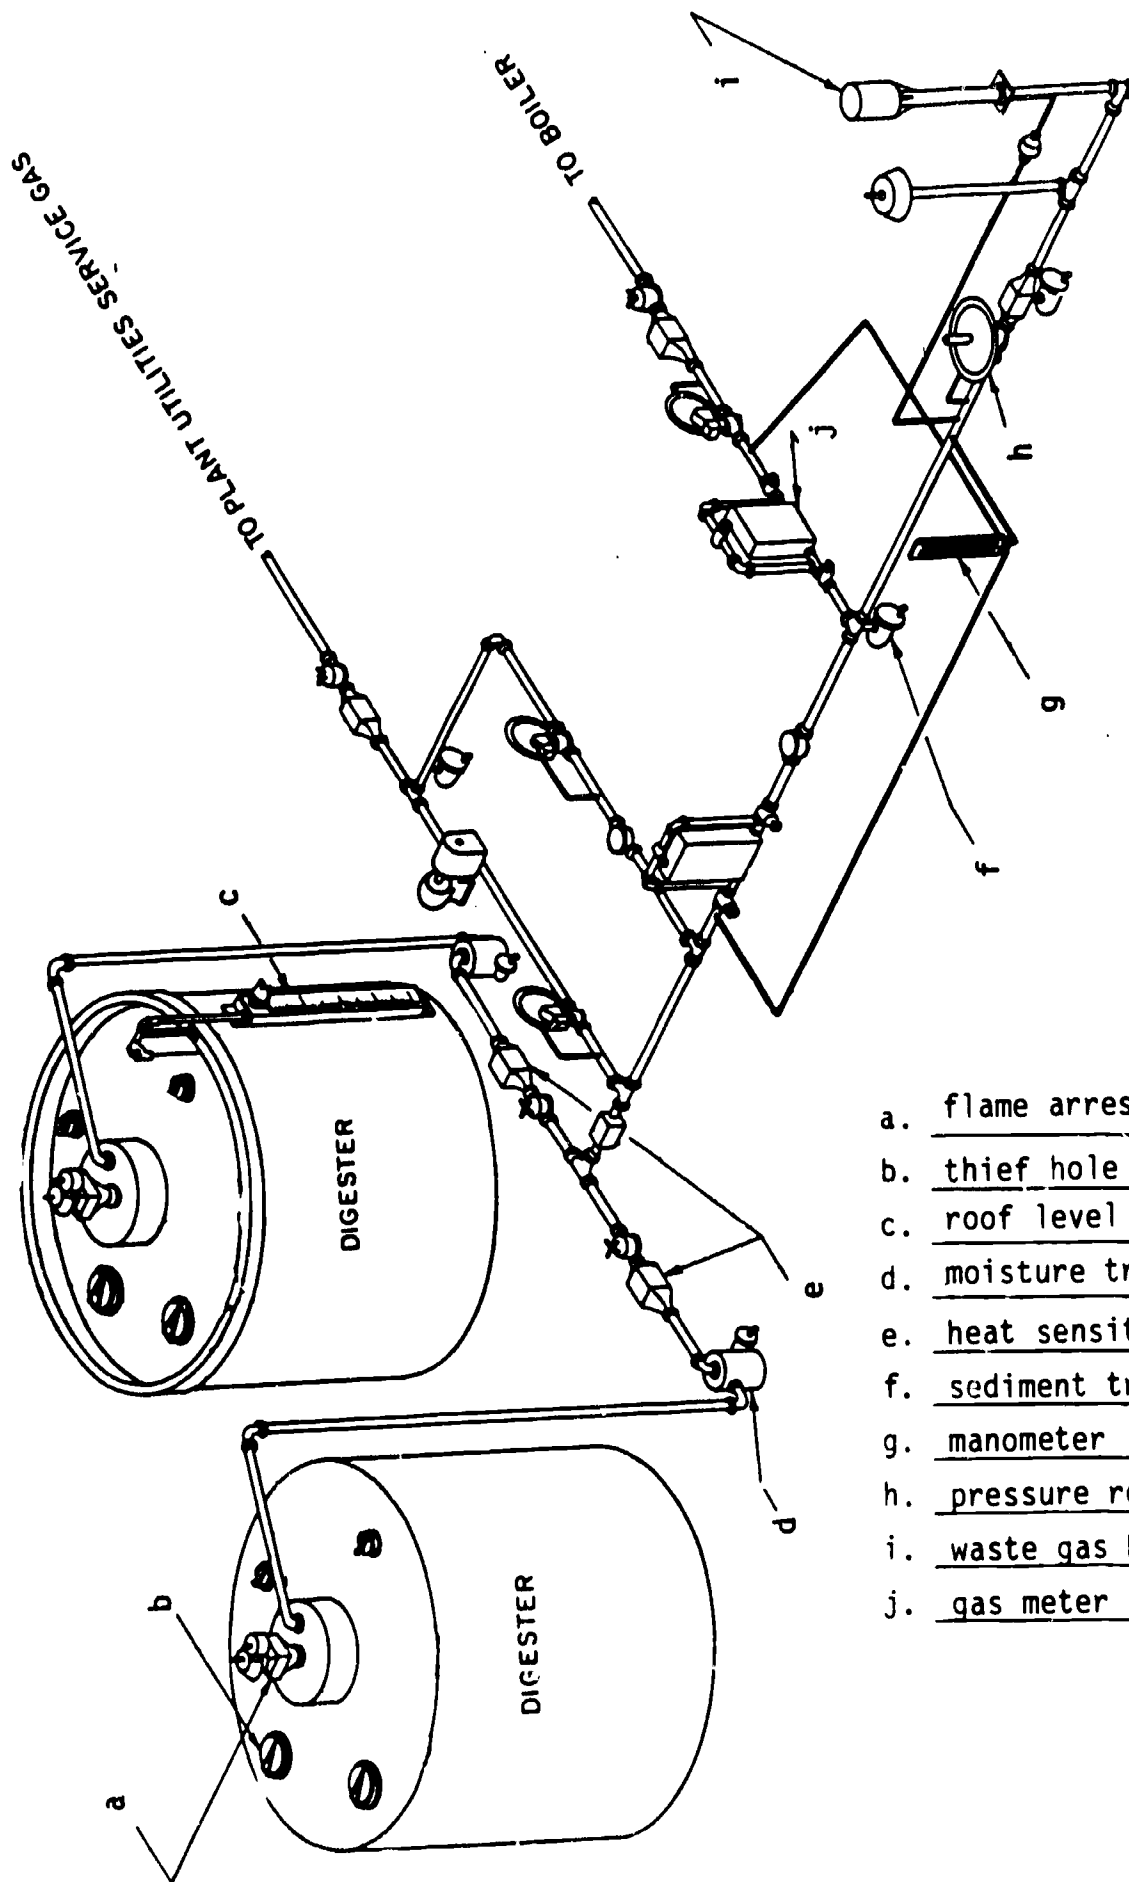 TO PLANT UTILITIES SERVICE GAS
TO BOILER
i
j
h
g
f
c
DIGESTER
e
d
DIGESTER
b
a
a. flame arres
b. thief hole
c. roof level
d. moisture tr
e. heat sensit
f. sediment tr
g. manometer
h. pressure re
i. waste gas
j. gas meter